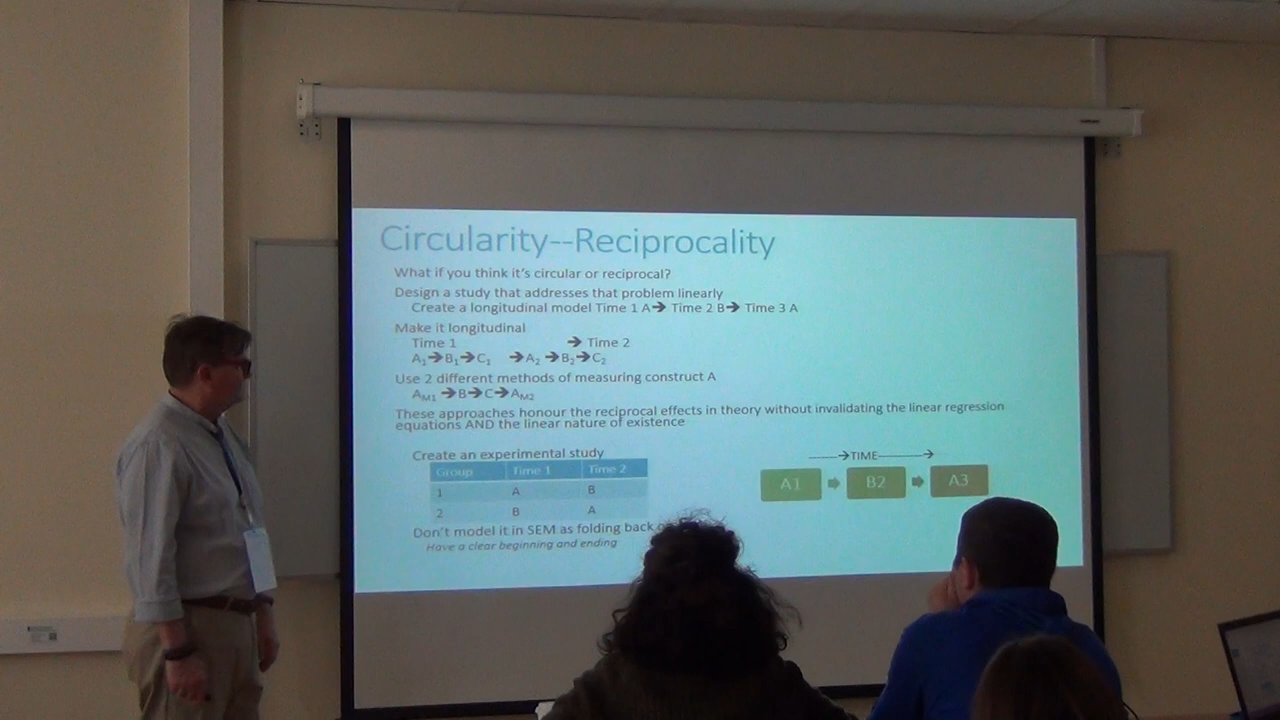 Circularity--Reciprocality
What if you think it's circular or reciprocal?
Design a study that addresses that problem linearly
Create a longitudinal model Time 1 A➔ Time 2 B➔ Time 3 A
Make it longitudinal
Time 1 ➔ Time 2
A₁➔B₁➔C₁ ➔A₂ ➔B₂➔C₂
Use 2 different methods of measuring construct A
A_M1 ➔B➔C➔A_M2
These approaches honour the reciprocal effects in theory without invalidating the linear regression
equations AND the linear nature of existence
Create an experimental study
Group Time 1 Time 2
1 A B
2 B A
Don't model it in SEM as folding back
Have a clear beginning and ending
--------→TIME--------→
A1 ➔ B2 ➔ A3